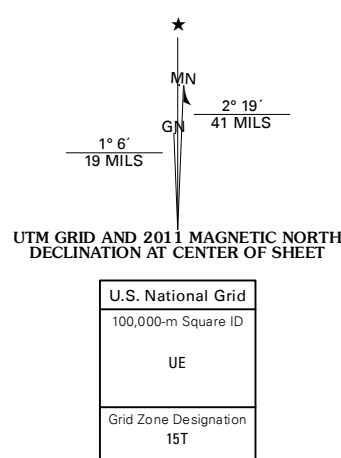 ★
MN
2° 19´
41 MILS
GN
1° 6´
19 MILS
UTM GRID AND 2011 MAGNETIC NORTH
DECLINATION AT CENTER OF SHEET
U.S. National Grid
100,000-m Square ID
UE
Grid Zone Designation
15T